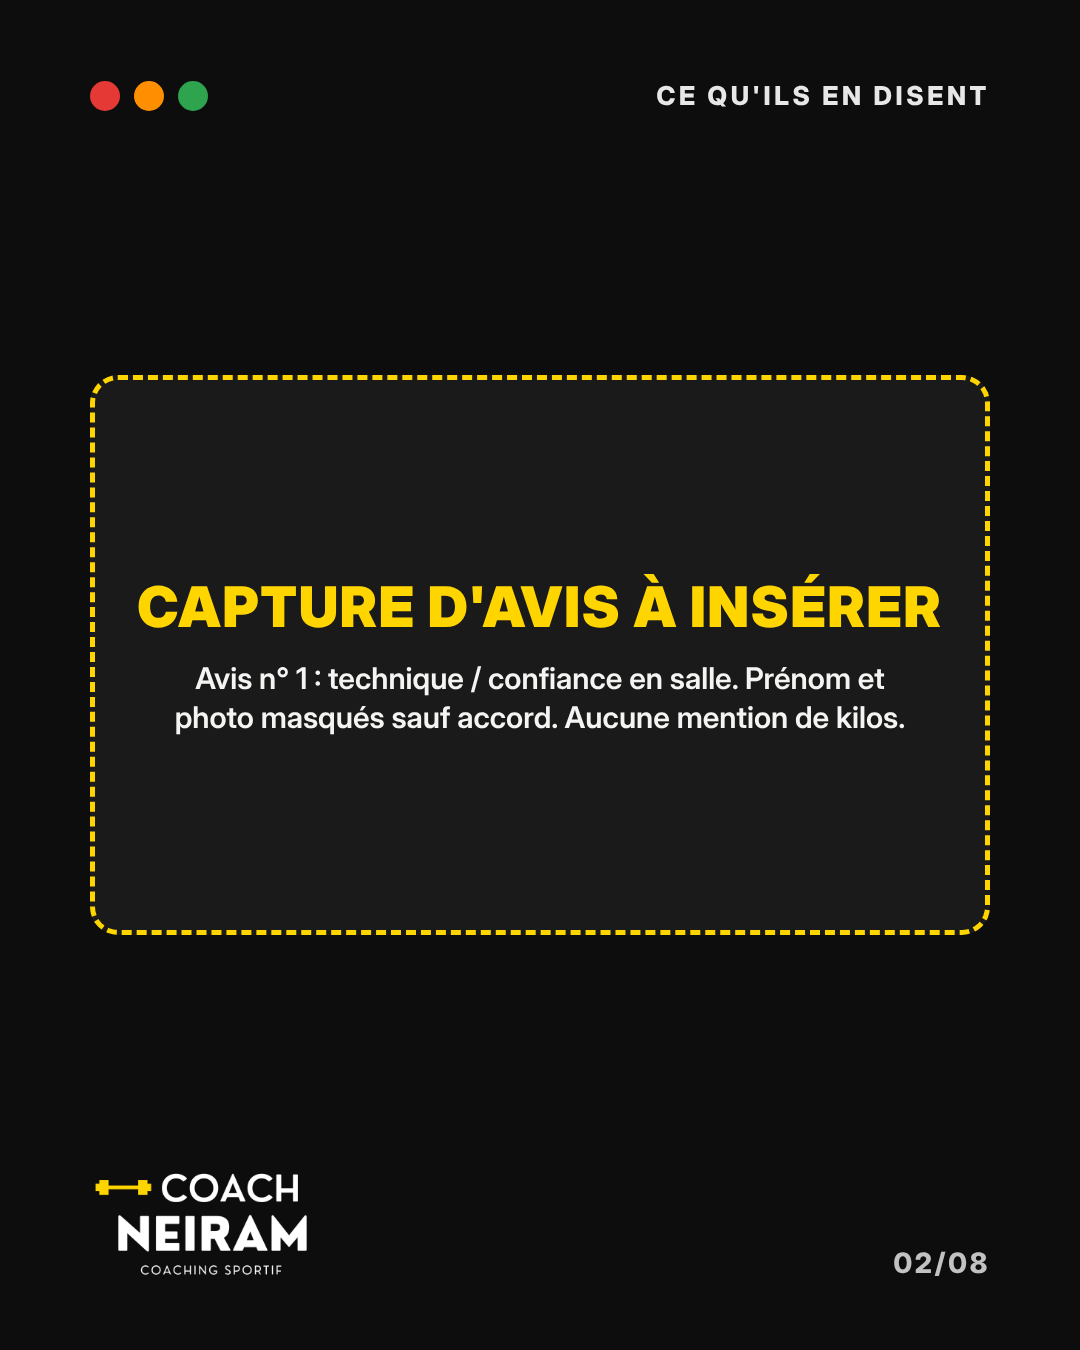 CE QU'ILS EN DISENT
CAPTURE D'AVIS À INSÉRER
Avis n° 1 : technique / confiance en salle. Prénom et
photo masqués sauf accord. Aucune mention de kilos.
COACH
NEIRAM
COACHING SPORTIF
02/08